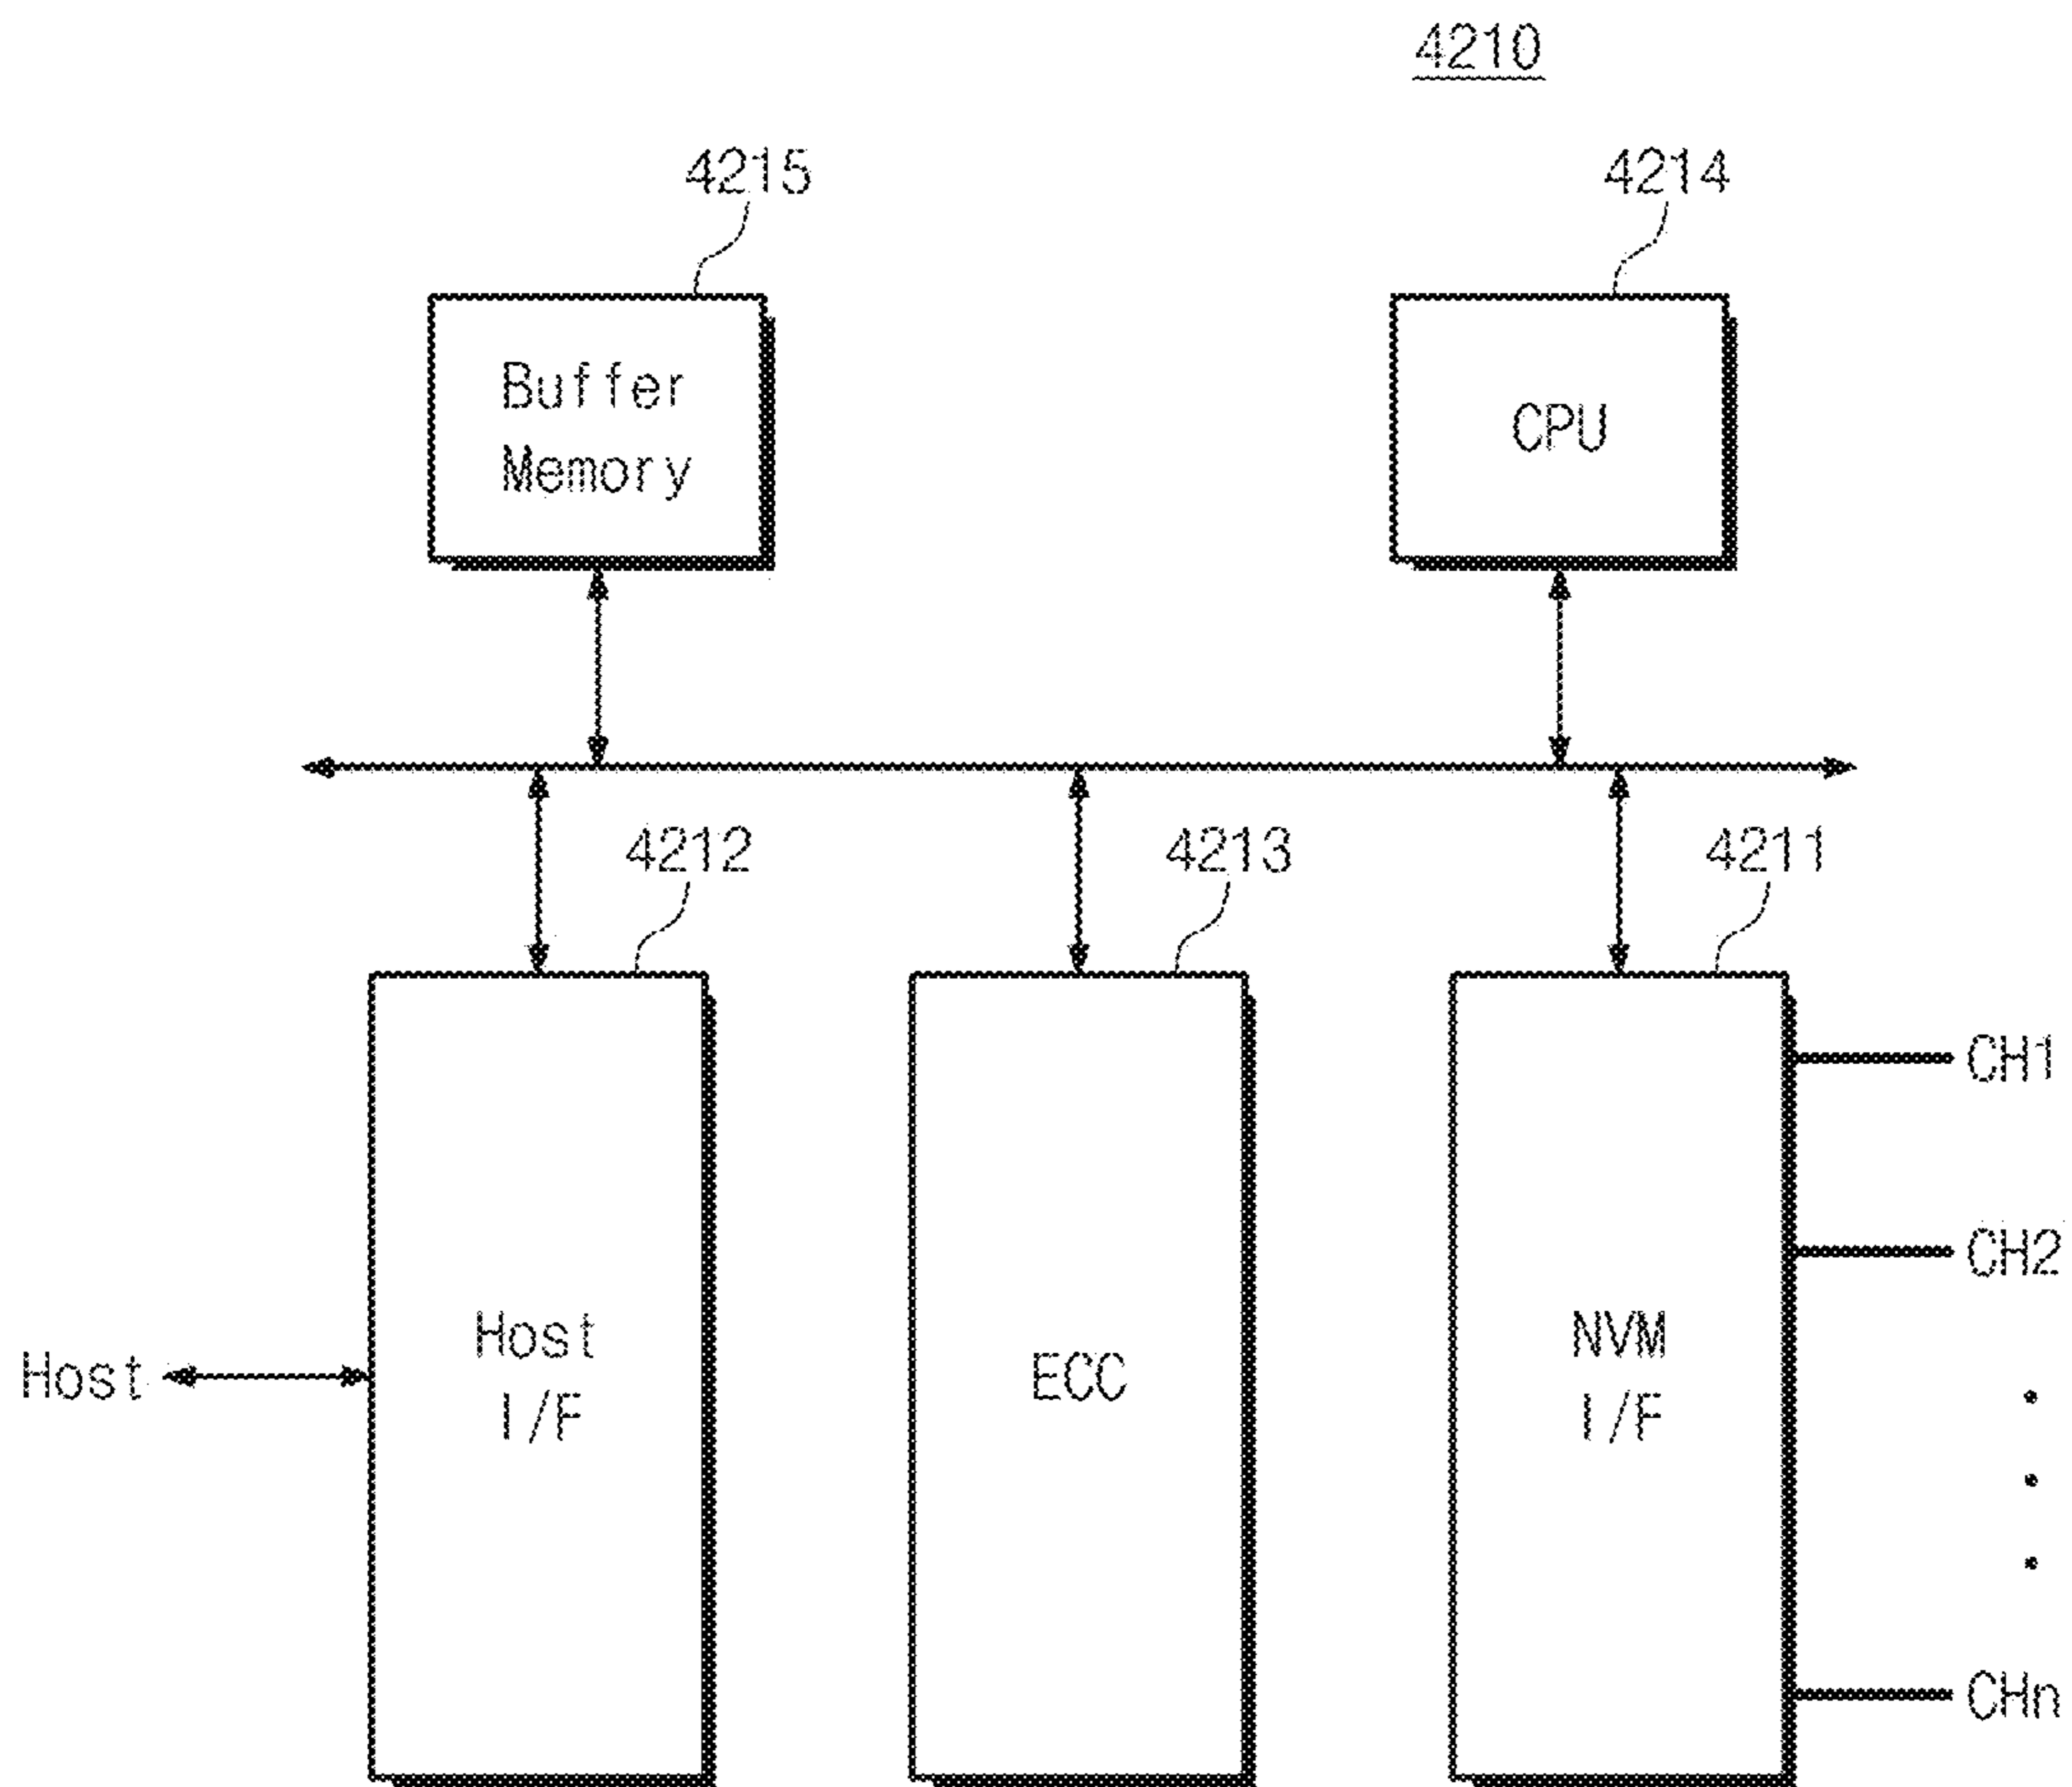 4210
4215
4214
Buffer
Memory
CPU
4212
4213
4211
CH1
CH2
Host
Host
I/F
ECC
NVM
I/F
CHn